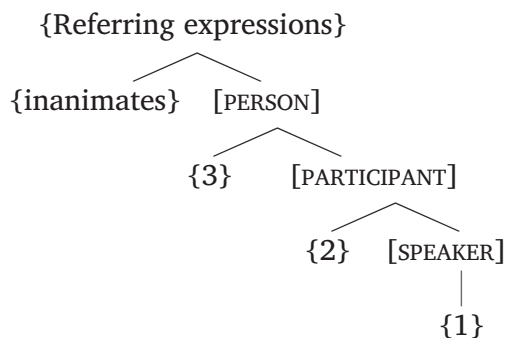 {Referring expressions}
{inanimates} [PERSON]
{3} [PARTICIPANT]
{2} [SPEAKER]
{1}